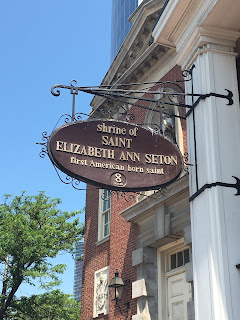 shrine of
SAINT
ELIZABETH ANN SETON
first American born saint
8